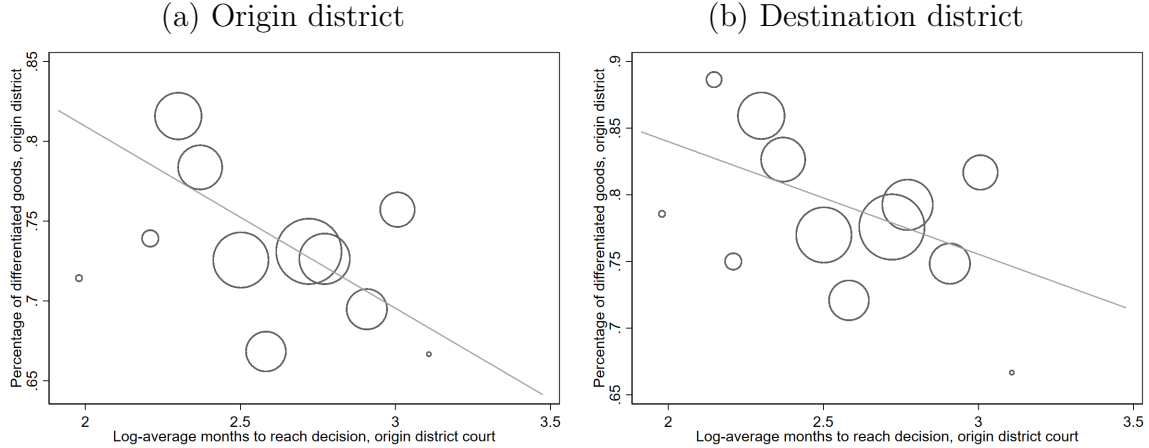 (a) Origin district
Percentage of differentiated goods, origin district
.85
.8
.75
.7
.65
2 2.5 3 3.5
Log-average months to reach decision, origin district court
(b) Destination district
Percentage of differentiated goods, origin district
.9
.85
.8
.75
.7
.65
2 2.5 3 3.5
Log-average months to reach decision, origin district court